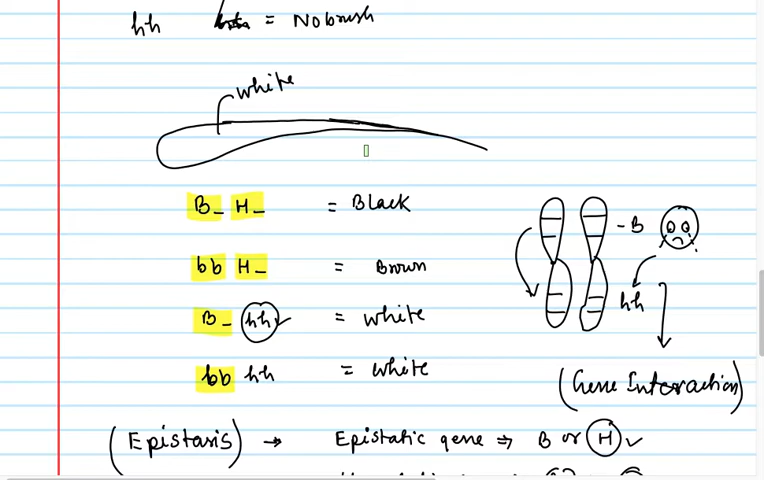 hh = No brush
white
B_ H_ = Black
- B
bb H_ = Brown
B_ hh ✓ = white
hh
bb hh = white
(Gene Interaction)
(Epistasis) → Epistatic gene ⇒ B or H ✓